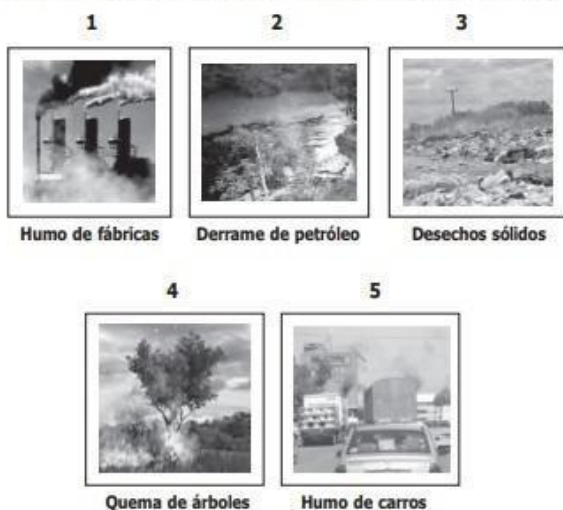 1 2 3
Humo de fábricas Derrame de petróleo Desechos sólidos
4 5
Quema de árboles Humo de carros